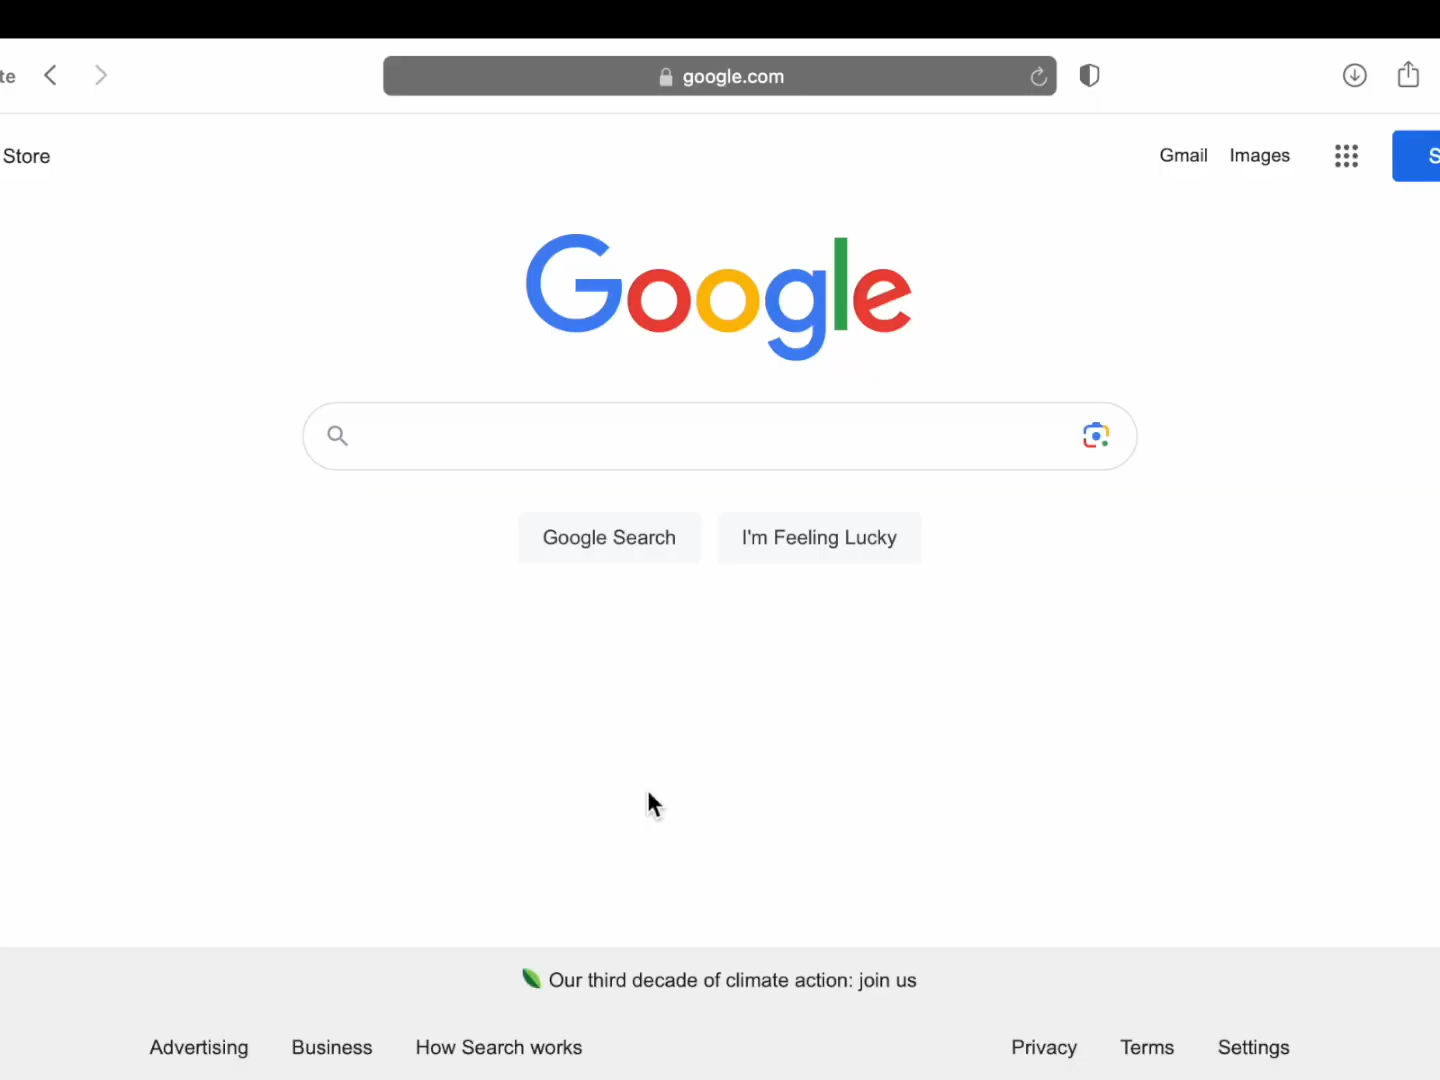 te
google.com
Store
Gmail Images
S
Google
Google Search I'm Feeling Lucky
Our third decade of climate action: join us
Advertising Business How Search works Privacy Terms Settings